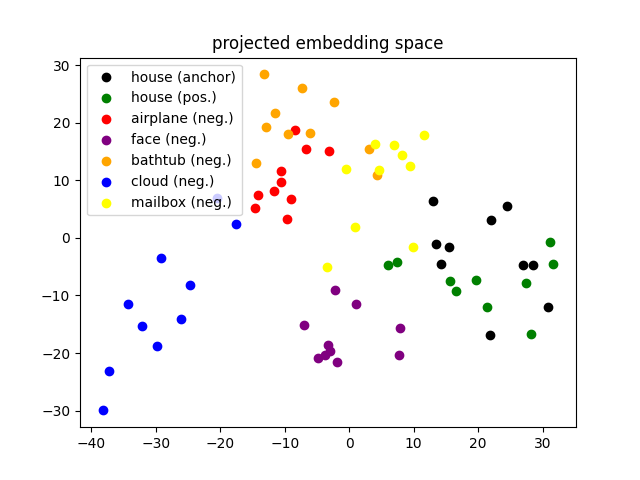 projected embedding space
house (anchor)
house (pos.)
airplane (neg.)
face (neg.)
bathtub (neg.)
cloud (neg.)
mailbox (neg.)
30
20
10
0
−10
−20
−30
−40 −30 −20 −10 0 10 20 30